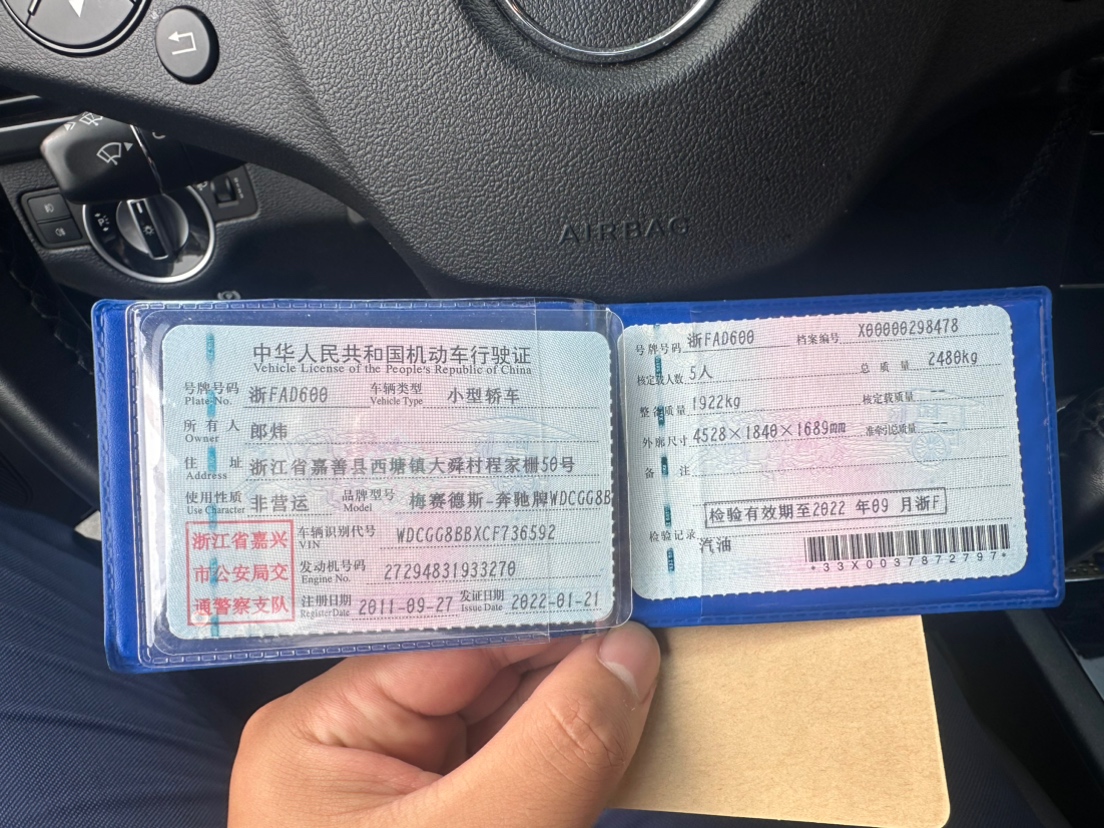 AIRBAG
中华人民共和国机动车行驶证
Vehicle License of the People's Republic of China
号牌号码 浙FAD600 车辆类型 小型轿车
Plate No. Vehicle Type
所有人 郎炜
Owner
住址 浙江省嘉善县西塘镇大舜村程家栅50号
Address
使用性质 非营运 品牌型号 梅赛德斯-奔驰牌WDCGG8B
Use Character Model
浙江省嘉兴
市公安局交
通警察支队
车辆识别代号 WDCGG8BBXCF736592
VIN
发动机号码 27294831933270
Engine No.
注册日期 2011-09-27 发证日期 2022-01-21
Register Date Issue Date
号牌号码 浙FAD600 档案编号 X00000298478
核定载人数 5人 总质量 2480kg
整备质量 1922kg 核定载质量 --
外廓尺寸 4528×1840×1689mm 准牵引总质量 --
备注
检验有效期至2022 年09 月浙F
检验记录
汽油
*33X0037872797*